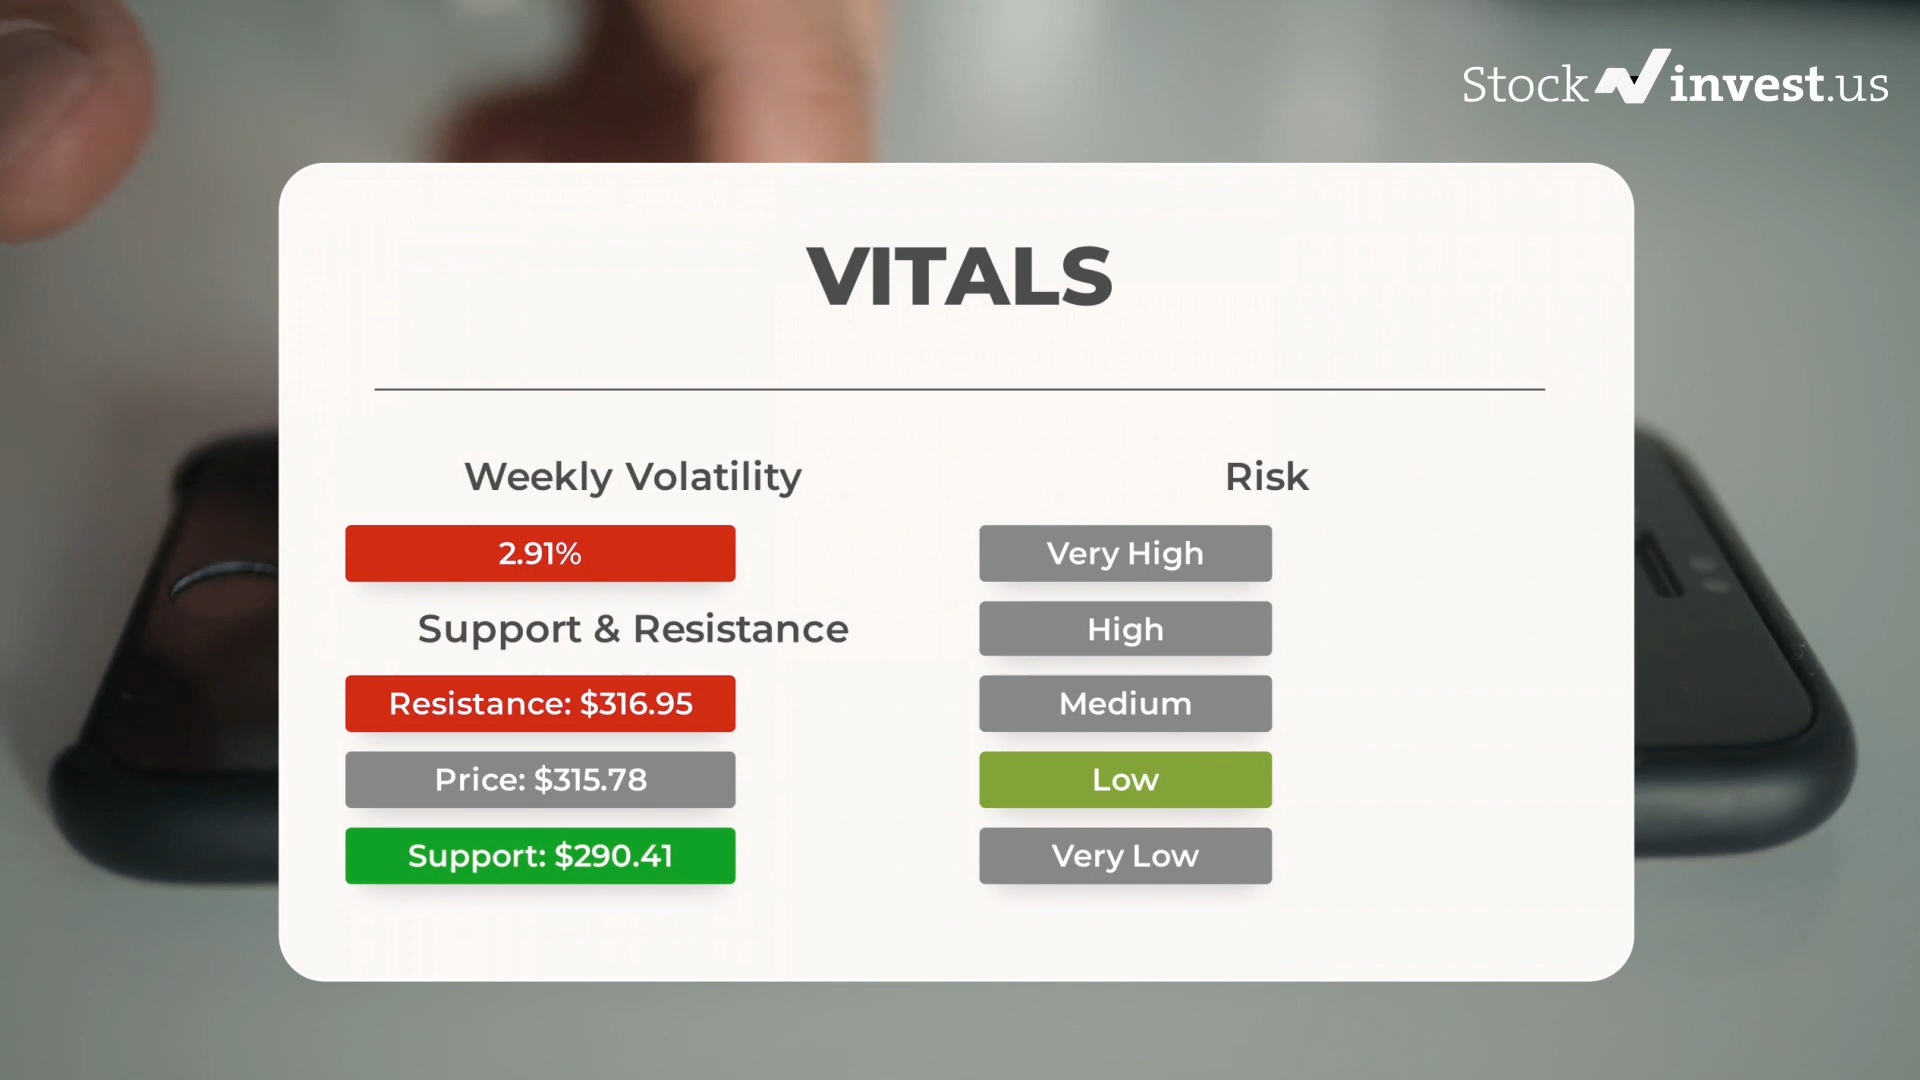 Stock invest.us
VITALS
Weekly Volatility
2.91%
Support & Resistance
Resistance: $316.95
Price: $315.78
Support: $290.41
Risk
Very High
High
Medium
Low
Very Low